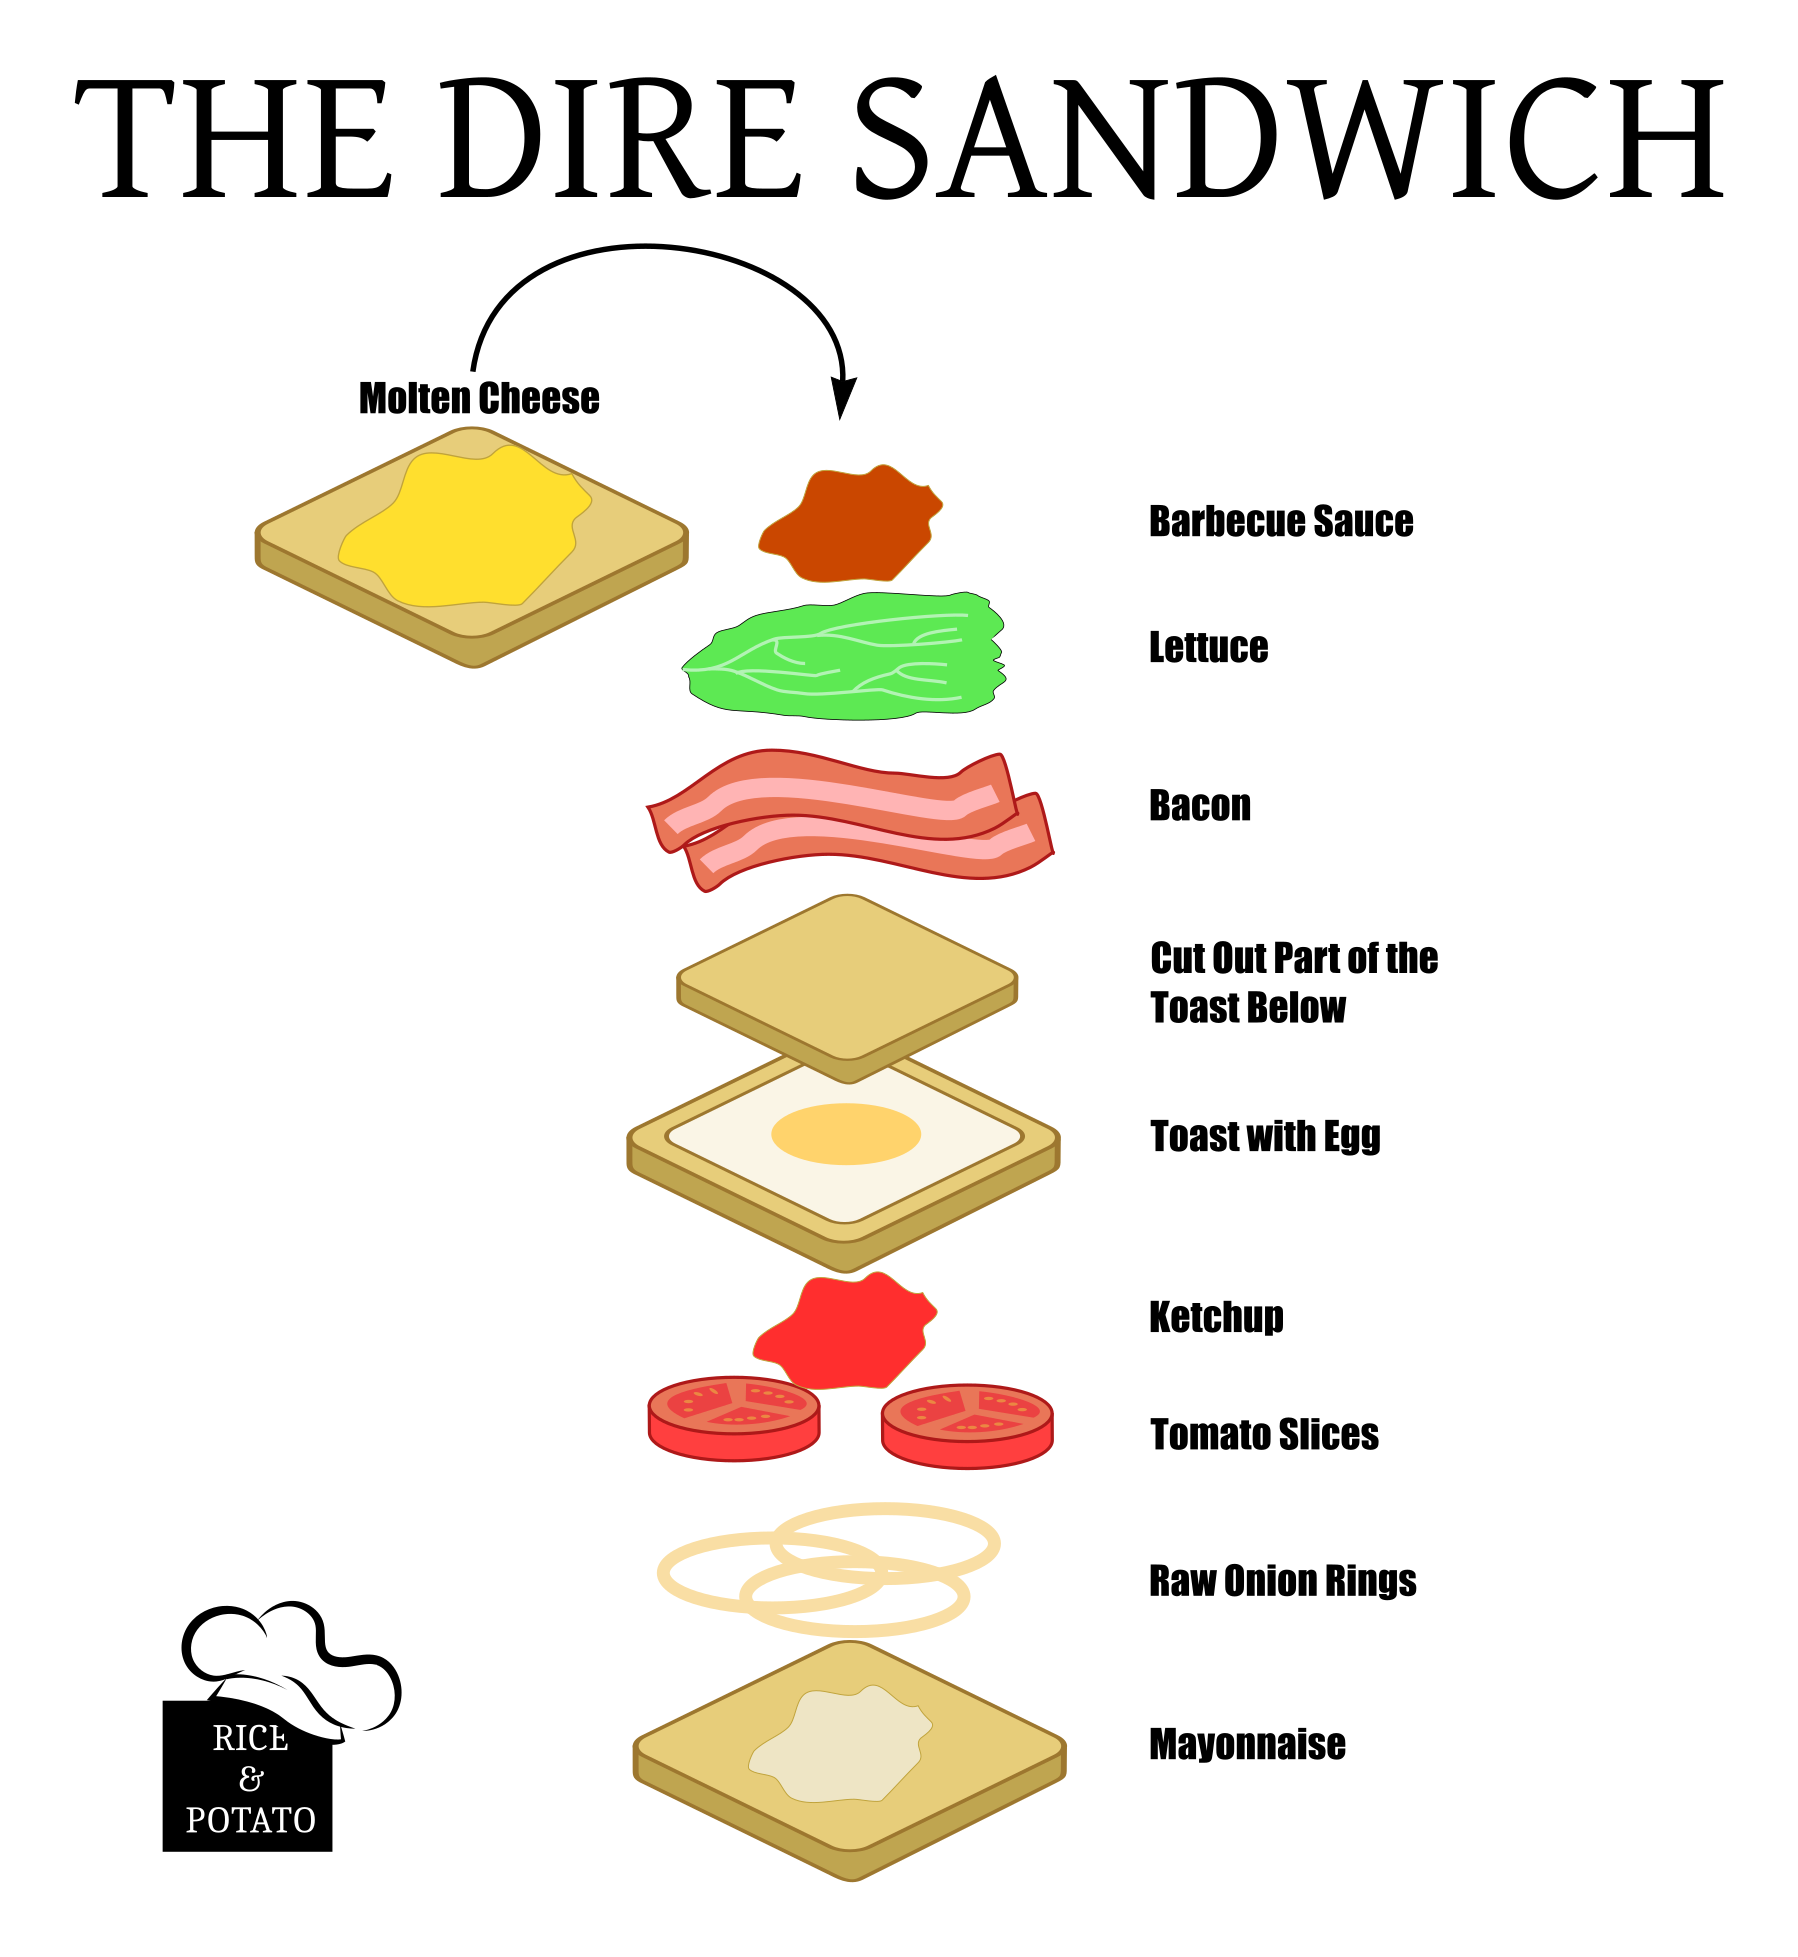 THE DIRE SANDWICH
Molten Cheese
Barbecue Sauce
Lettuce
Bacon
Cut Out Part of the
Toast Below
Toast with Egg
Ketchup
Tomato Slices
Raw Onion Rings
Mayonnaise
RICE
&
POTATO